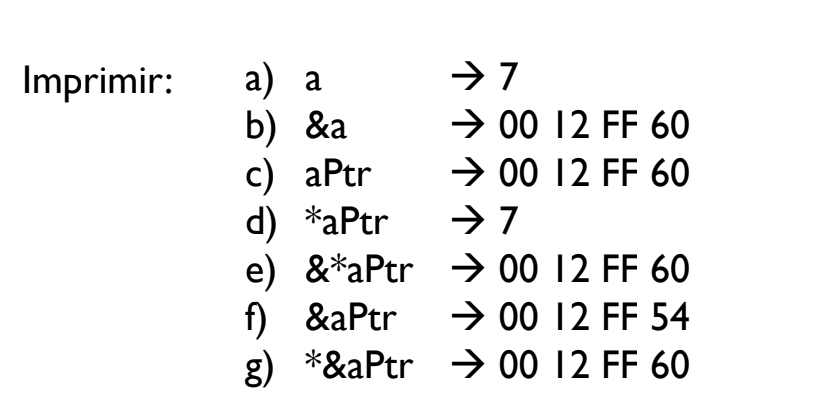 Imprimir: a) a → 7
b) &a → 00 12 FF 60
c) aPtr → 00 12 FF 60
d) *aPtr → 7
e) &*aPtr → 00 12 FF 60
f) &aPtr → 00 12 FF 54
g) *&aPtr → 00 12 FF 60